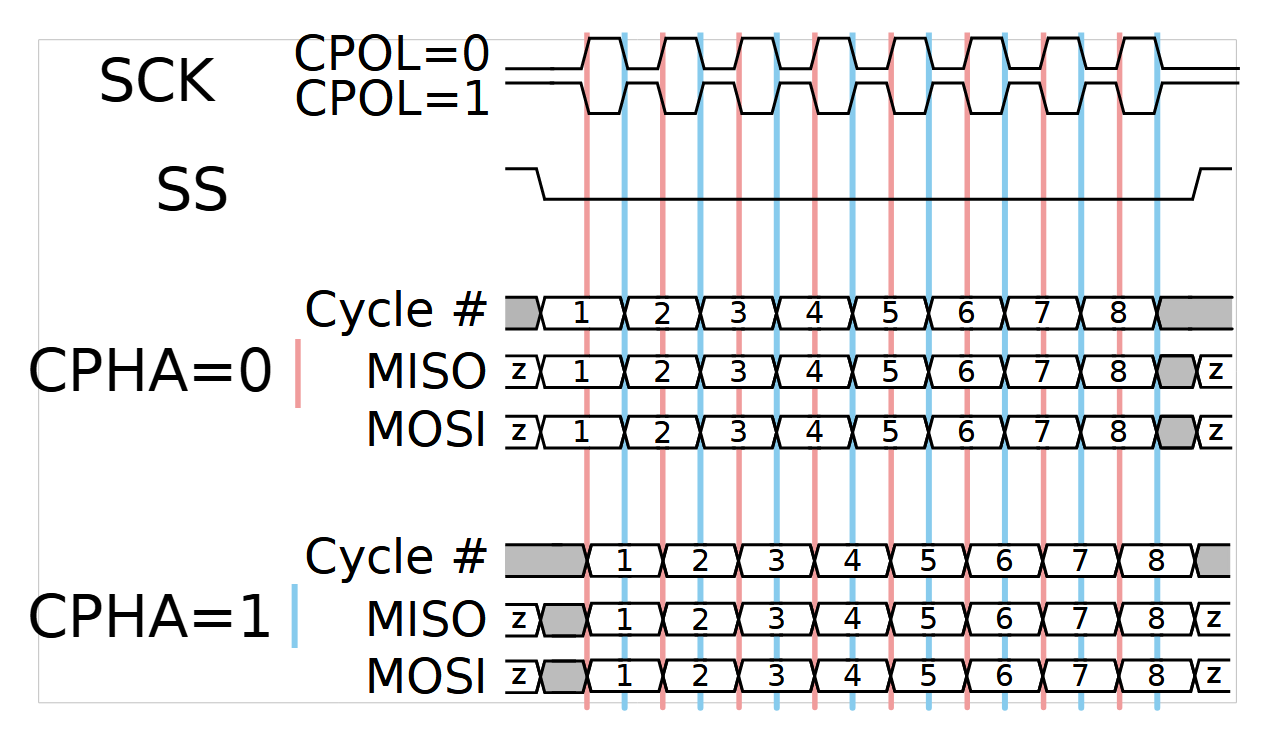 CPOL=0
SCK
CPOL=1
SS
Cycle # 1 2 3 4 5 6 7 8
CPHA=0 MISO z 1 2 3 4 5 6 7 8 z
MOSI z 1 2 3 4 5 6 7 8 z
Cycle # 1 2 3 4 5 6 7 8
CPHA=1 MISO z 1 2 3 4 5 6 7 8 z
MOSI z 1 2 3 4 5 6 7 8 z